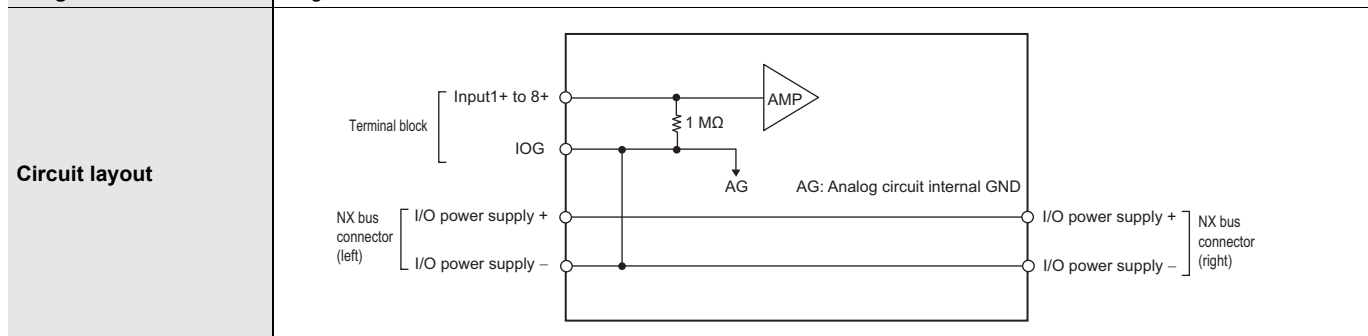 Circuit layout
Input1+ to 8+
AMP
Terminal block
1 MΩ
IOG
AG
AG: Analog circuit internal GND
NX bus
connector
(left)
I/O power supply +
I/O power supply −
I/O power supply +
I/O power supply −
NX bus
connector
(right)